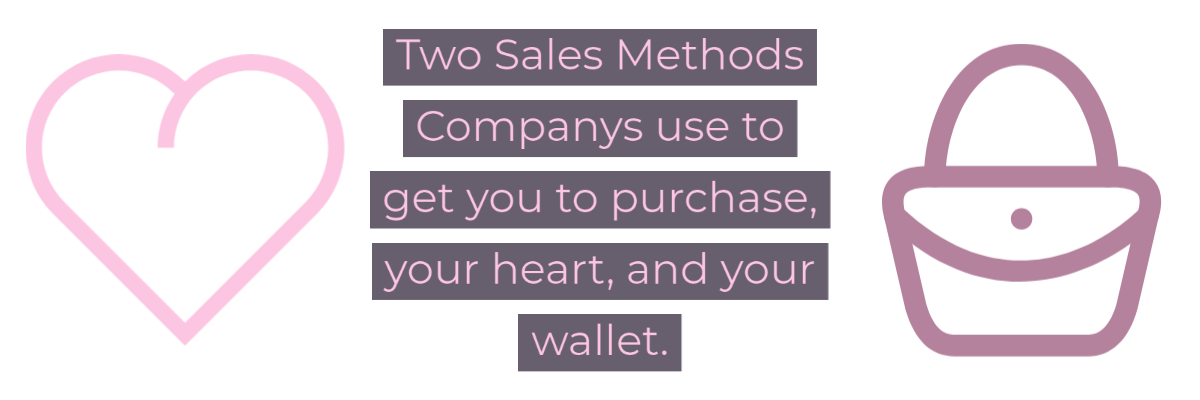 Two Sales Methods
Companys use to
get you to purchase,
your heart, and your
wallet.